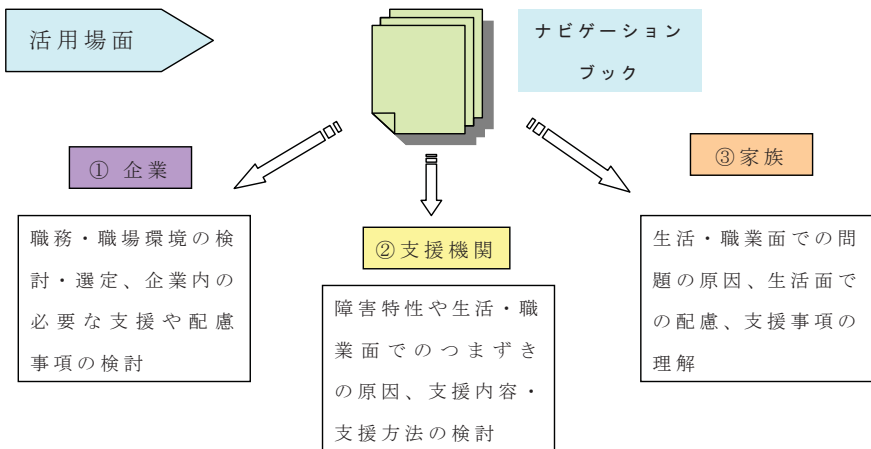 活用場面
ナビゲーション
ブック
① 企業
職務・職場環境の検
討・選定、企業内の
必要な支援や配慮
事項の検討
②支援機関
障害特性や生活・職
業面でのつまずき
の原因、支援内容・
支援方法の検討
③家族
生活・職業面での問
題の原因、生活面で
の配慮、支援事項の
理解